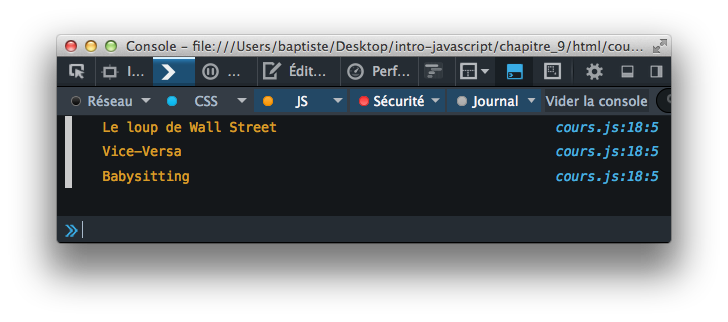 Console – file:///Users/baptiste/Desktop/intro-javascript/chapitre_9/html/cou...
I... ... Édit... Perf...
Réseau CSS JS Sécurité Journal Vider la console
Le loup de Wall Street cours.js:18:5
Vice-Versa cours.js:18:5
Babysitting cours.js:18:5